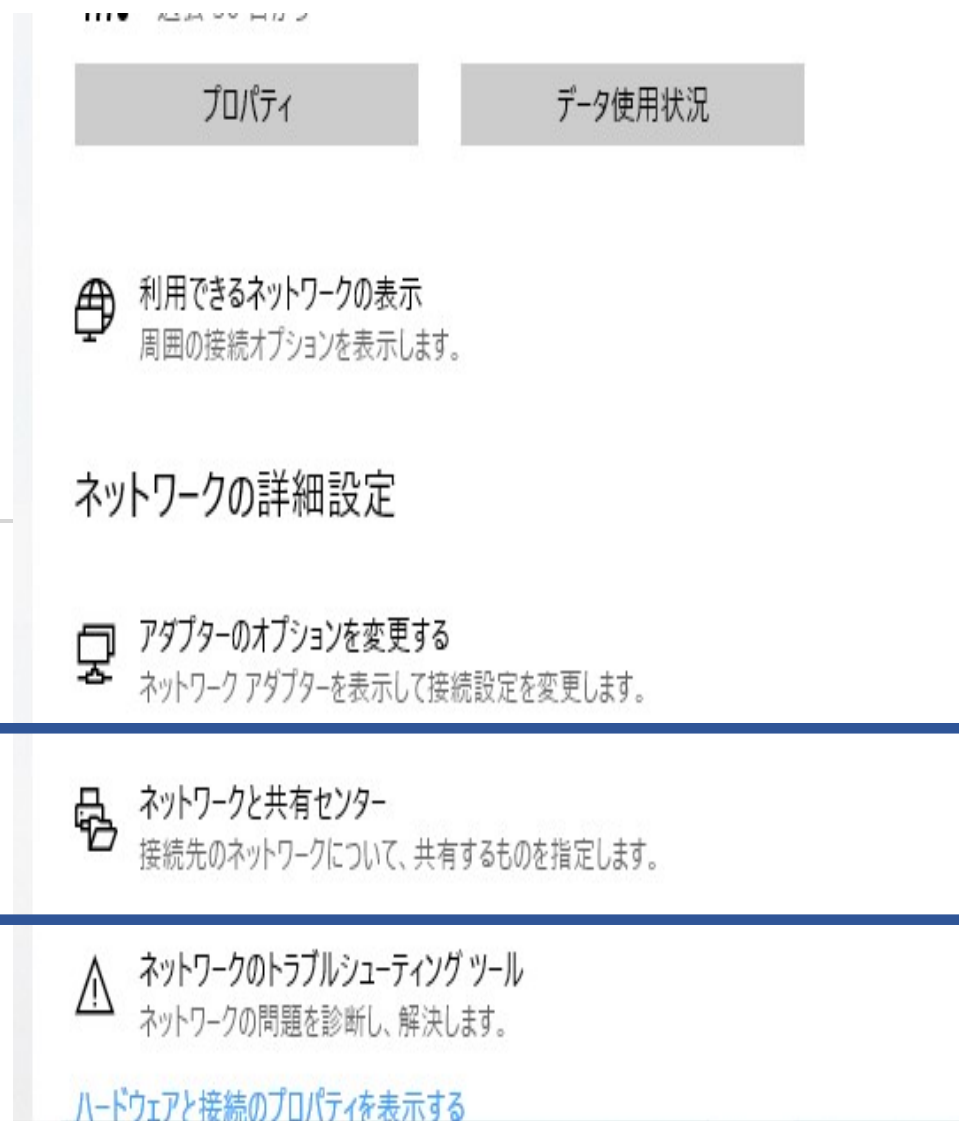 プロパティ
データ使用状況
利用できるネットワークの表示
周囲の接続オプションを表示します。
ネットワークの詳細設定
アダプターのオプションを変更する
ネットワーク アダプターを表示して接続設定を変更します。
ネットワークと共有センター
接続先のネットワークについて、共有するものを指定します。
ネットワークのトラブルシューティング ツール
ネットワークの問題を診断し、解決します。
ハードウェアと接続のプロパティを表示する